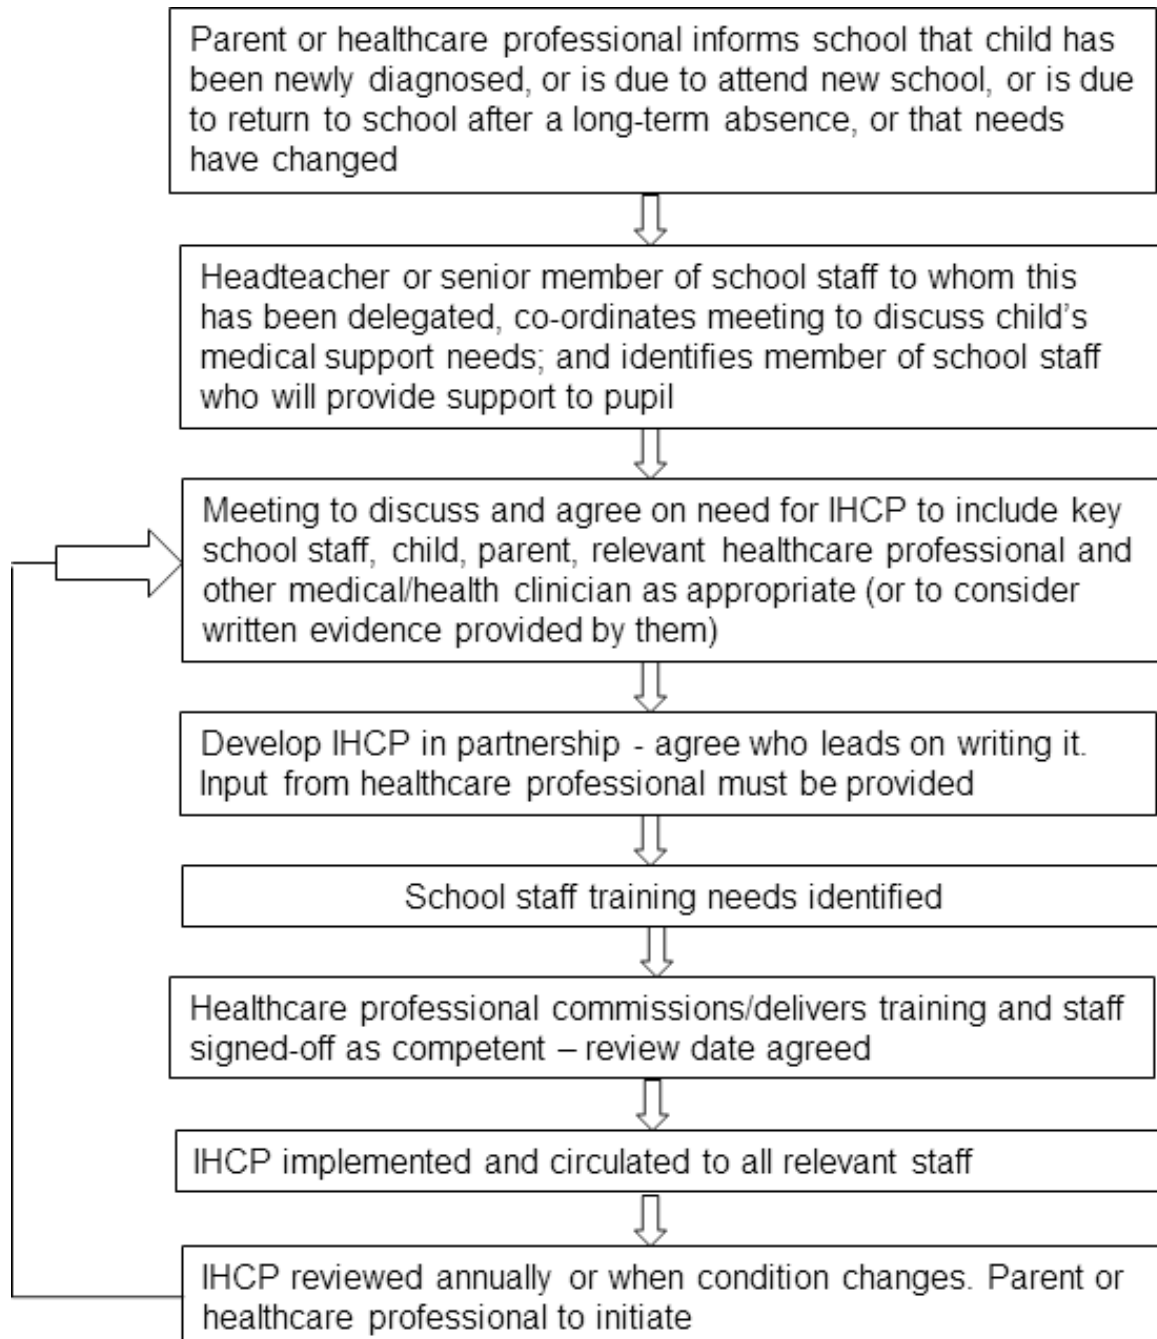 Parent or healthcare professional informs school that child has
been newly diagnosed, or is due to attend new school, or is due
to return to school after a long-term absence, or that needs
have changed
Headteacher or senior member of school staff to whom this
has been delegated, co-ordinates meeting to discuss child’s
medical support needs; and identifies member of school staff
who will provide support to pupil
Meeting to discuss and agree on need for IHCP to include key
school staff, child, parent, relevant healthcare professional and
other medical/health clinician as appropriate (or to consider
written evidence provided by them)
Develop IHCP in partnership - agree who leads on writing it.
Input from healthcare professional must be provided
School staff training needs identified
Healthcare professional commissions/delivers training and staff
signed-off as competent – review date agreed
IHCP implemented and circulated to all relevant staff
IHCP reviewed annually or when condition changes. Parent or
healthcare professional to initiate